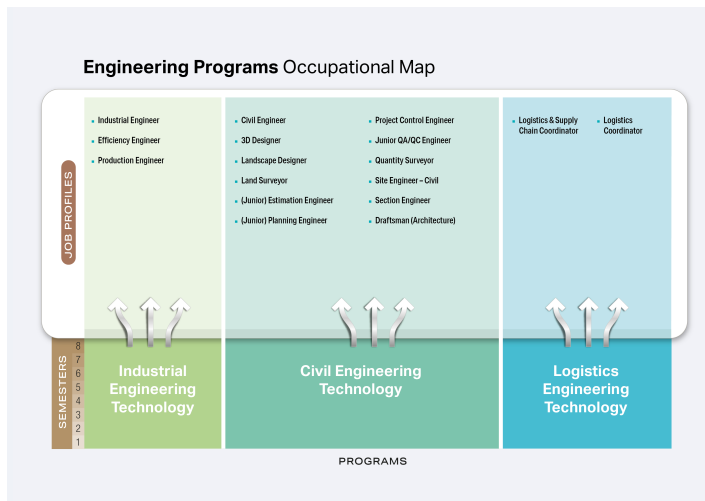 Engineering Programs Occupational Map
JOB PROFILES
• Industrial Engineer
• Efficiency Engineer
• Production Engineer
• Civil Engineer
• 3D Designer
• Landscape Designer
• Land Surveyor
• (Junior) Estimation Engineer
• (Junior) Planning Engineer
• Project Control Engineer
• Junior QA/QC Engineer
• Quantity Surveyor
• Site Engineer – Civil
• Section Engineer
• Draftsman (Architecture)
• Logistics & Supply
Chain Coordinator
• Logistics
Coordinator
SEMESTERS
8
7
6
5
4
3
2
1
Industrial
Engineering
Technology
Civil Engineering
Technology
Logistics
Engineering
Technology
PROGRAMS